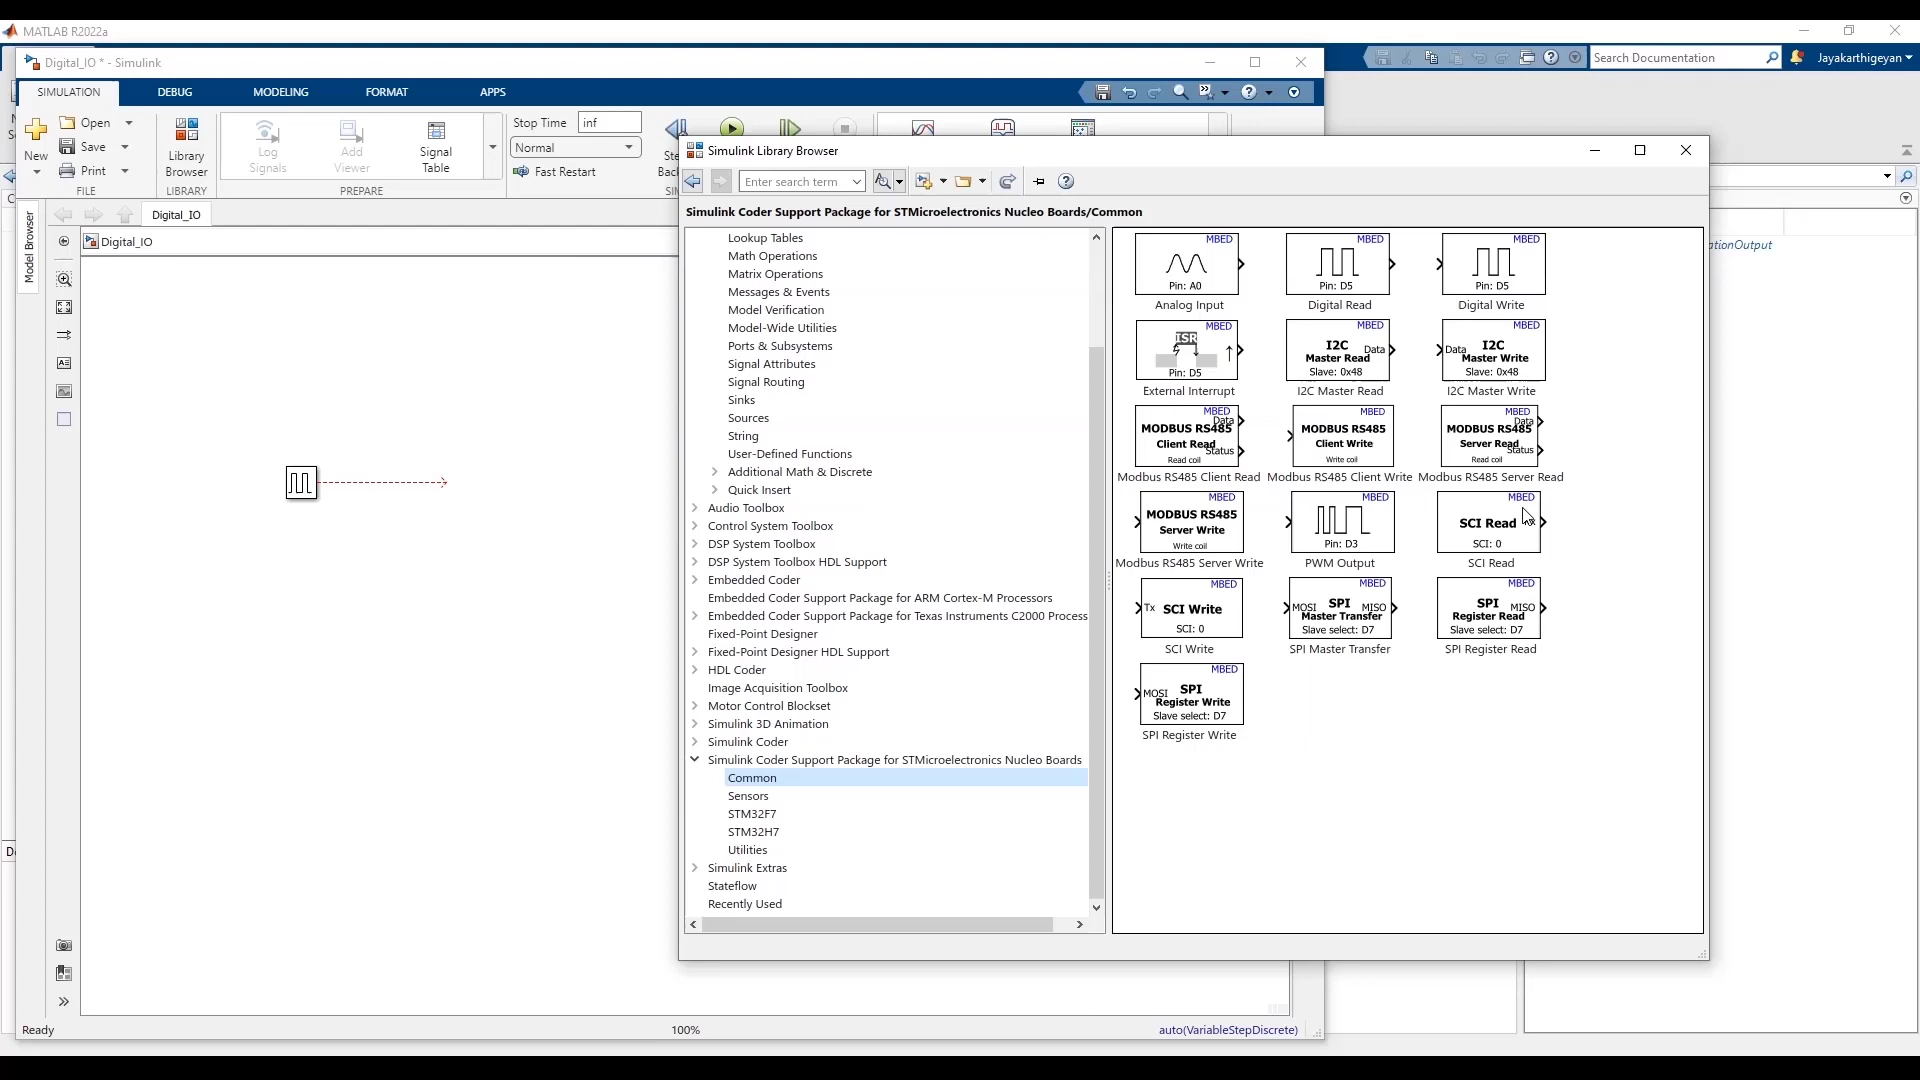 MATLAB R2022a
Search Documentation
Jayakarthigeyan
Digital_IO * - Simulink
SIMULATION
DEBUG
MODELING
FORMAT
APPS
New
Open
Save
Print
FILE
Library
Browser
LIBRARY
Log
Signals
Add
Viewer
Signal
Table
PREPARE
Stop Time
inf
Normal
Fast Restart
Model Browser
Digital_IO
Digital_IO
Ready
100%
auto(VariableStepDiscrete)
Simulink Library Browser
Enter search term
Simulink Coder Support Package for STMicroelectronics Nucleo Boards/Common
Lookup Tables
Math Operations
Matrix Operations
Messages & Events
Model Verification
Model-Wide Utilities
Ports & Subsystems
Signal Attributes
Signal Routing
Sinks
Sources
String
User-Defined Functions
Additional Math & Discrete
Quick Insert
Audio Toolbox
Control System Toolbox
DSP System Toolbox
DSP System Toolbox HDL Support
Embedded Coder
Embedded Coder Support Package for ARM Cortex-M Processors
Embedded Coder Support Package for Texas Instruments C2000 Process
Fixed-Point Designer
Fixed-Point Designer HDL Support
HDL Coder
Image Acquisition Toolbox
Motor Control Blockset
Simulink 3D Animation
Simulink Coder
Simulink Coder Support Package for STMicroelectronics Nucleo Boards
Common
Sensors
STM32F7
STM32H7
Utilities
Simulink Extras
Stateflow
Recently Used
MBED
Pin: A0
Analog Input
MBED
Pin: D5
Digital Read
MBED
Pin: D5
Digital Write
MBED
ISR
Pin: D5
External Interrupt
MBED
I2C
Master Read
Data
Slave: 0x48
I2C Master Read
MBED
Data
I2C
Master Write
Slave: 0x48
I2C Master Write
MBED
Data
MODBUS RS485
Client Read
Status
Read coil
Modbus RS485 Client Read
MBED
MODBUS RS485
Client Write
Write coil
Modbus RS485 Client Write
MBED
Data
MODBUS RS485
Server Read
Status
Read coil
Modbus RS485 Server Read
MBED
MODBUS RS485
Server Write
Write coil
Modbus RS485 Server Write
MBED
Pin: D3
PWM Output
MBED
SCI Read
SCI: 0
SCI Read
MBED
Tx
SCI Write
SCI: 0
SCI Write
MBED
MOSI
SPI
MISO
Master Transfer
Slave select: D7
SPI Master Transfer
MBED
SPI
MISO
Register Read
Slave select: D7
SPI Register Read
MBED
MOSI
SPI
Register Write
Slave select: D7
SPI Register Write
ationOutput